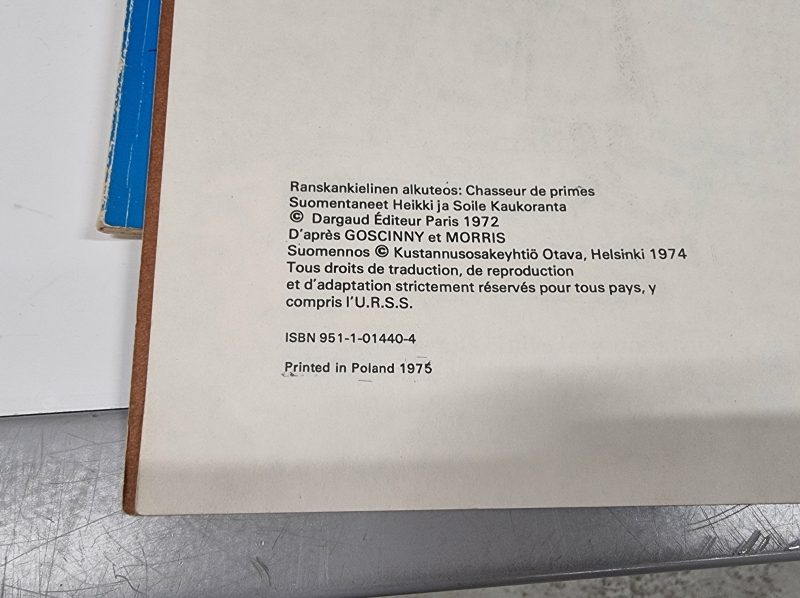 Ranskankielinen alkuteos: Chasseur de primes
Suomentaneet Heikki ja Soile Kaukoranta
© Dargaud Éditeur Paris 1972
D'après GOSCINNY et MORRIS
Suomennos © Kustannusosakeyhtiö Otava, Helsinki 1974
Tous droits de traduction, de reproduction
et d'adaptation strictement réservés pour tous pays, y
compris l'U.R.S.S.
ISBN 951-1-01440-4
Printed in Poland 1975